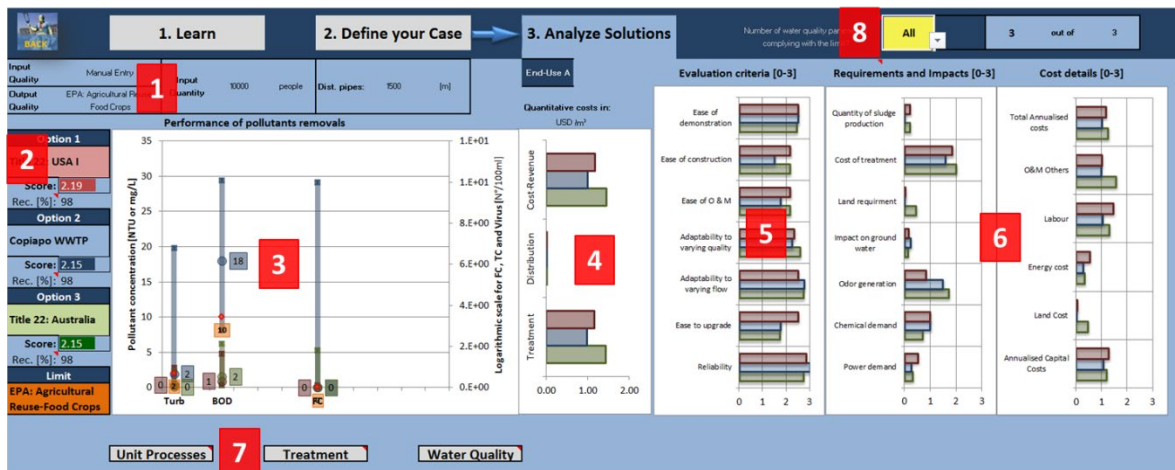 BACK
1. Learn
2. Define your Case
3. Analyze Solutions
Number of water quality
complying with the
8
All
3 out of 3
Input
Quality
Manual Entry
Input
Quantity
10000 people
Dist. pipes: 1500 [m]
Output
Quality
EPA: Agricultural
Food Crops
1
End-Use A
Quantitative costs in:
USD /m³
Evaluation criteria [0-3]
Requirements and Impacts [0-3]
Cost details [0-3]
Performance of pollutants removals
Option 1
2
USA I
Score: 2.19
Rec. [%]: 98
Option 2
Copiapo WWTP
Score: 2.15
Rec. [%]: 98
Option 3
Title 22: Australia
Score: 2.15
Rec. [%]: 98
Limit
EPA: Agricultural
Reuse-Food Crops
Pollutant concentration[NTU or mg/L]
35
30
25
20
15
10
5
0
Turb
BOD
FC
0
2
2
0
18
10
1
2
0
0
3
1.E+01
1.E+01
8.E+00
6.E+00
4.E+00
2.E+00
0.E+00
Logarithmic scale for FC, TC and Virus [N°/100ml]
Cost-Revenue
Distribution
Treatment
4
0.00 1.00 2.00
Ease of
demonstration
Ease of construction
Ease of O & M
Adaptability to
varying quality
Adaptability to
varying flow
Ease to upgrade
Reliability
5
0 1 2 3
Quantity of sludge
production
Cost of treatment
Land requirment
Impact on ground
water
Odor generation
Chemical demand
Power demand
6
0 1 2 3
Total Annualised
costs
O&M Others
Labour
Energy cost
Land Cost
Annualised Capital
Costs
0 1 2 3
Unit Processes
7
Treatment
Water Quality